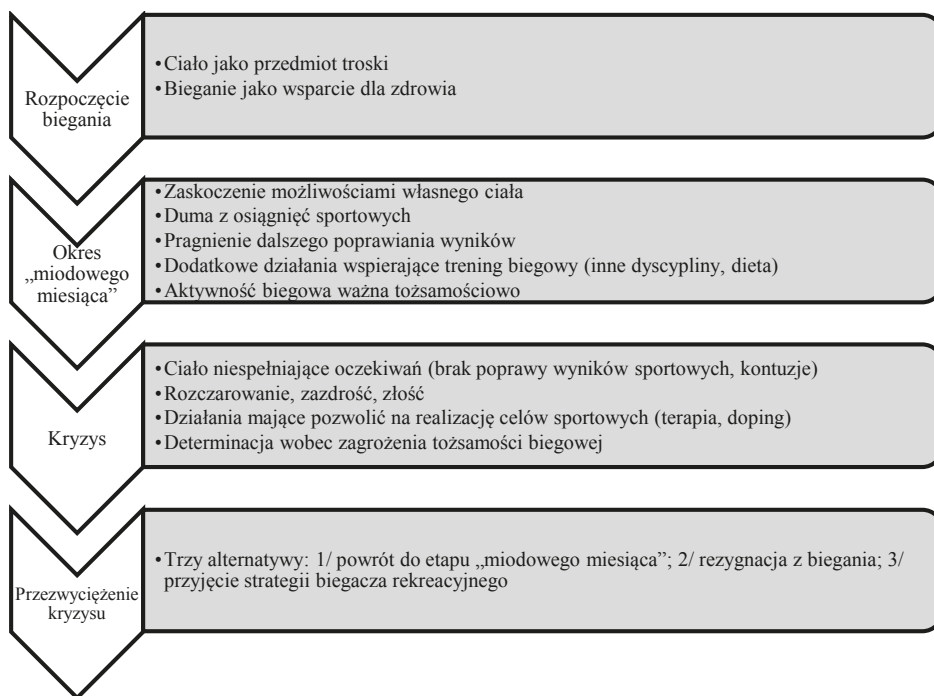 Rozpoczęcie
biegania
•Ciało jako przedmiot troski
•Bieganie jako wsparcie dla zdrowia
Okres
„miodowego
miesiąca”
•Zaskoczenie możliwościami własnego ciała
•Duma z osiągnięć sportowych
•Pragnienie dalszego poprawiania wyników
•Dodatkowe działania wspierające trening biegowy (inne dyscypliny, dieta)
•Aktywność biegowa ważna tożsamościowo
Kryzys
•Ciało niespełniające oczekiwań (brak poprawy wyników sportowych, kontuzje)
•Rozczarowanie, zazdrość, złość
•Działania mające pozwolić na realizację celów sportowych (terapia, doping)
•Determinacja wobec zagrożenia tożsamości biegowej
Przezwyciężenie
kryzysu
•Trzy alternatywy: 1/ powrót do etapu „miodowego miesiąca”; 2/ rezygnacja z biegania; 3/
przyjęcie strategii biegacza rekreacyjnego